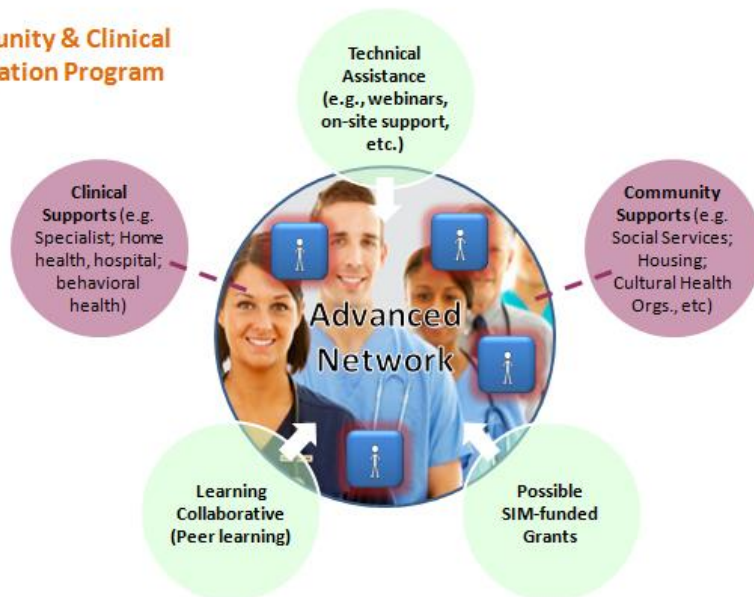 unity & Clinical
ation Program
Technical
Assistance
(e.g., webinars,
on-site support,
etc.)
Clinical
Supports (e.g.
Specialist; Home
health, hospital;
behavioral
health)
Community
Supports (e.g.
Social Services;
Housing;
Cultural Health
Orgs., etc)
Advanced
Network
Learning
Collaborative
(Peer learning)
Possible
SIM-funded
Grants